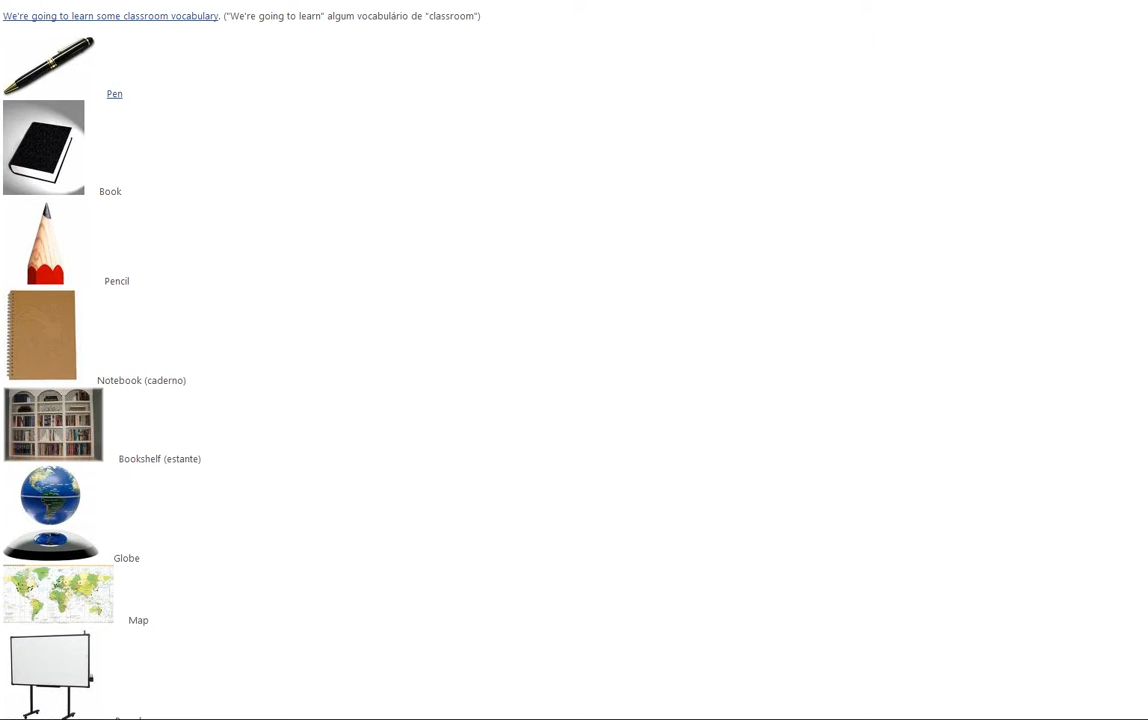 We're going to learn some classroom vocabulary. ("We're going to learn" algum vocabulário de "classroom")
Pen
Book
Pencil
Notebook (caderno)
Bookshelf (estante)
Globe
Map